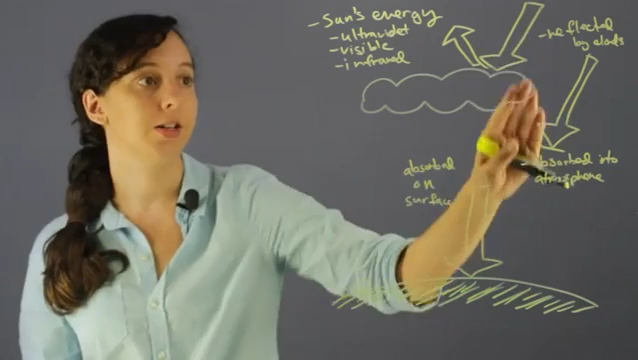 - Sun's energy
- ultraviolet
- visible
- infrared
- reflected
by clouds
absorbed
on
surface
- absorbed into
atmosphere